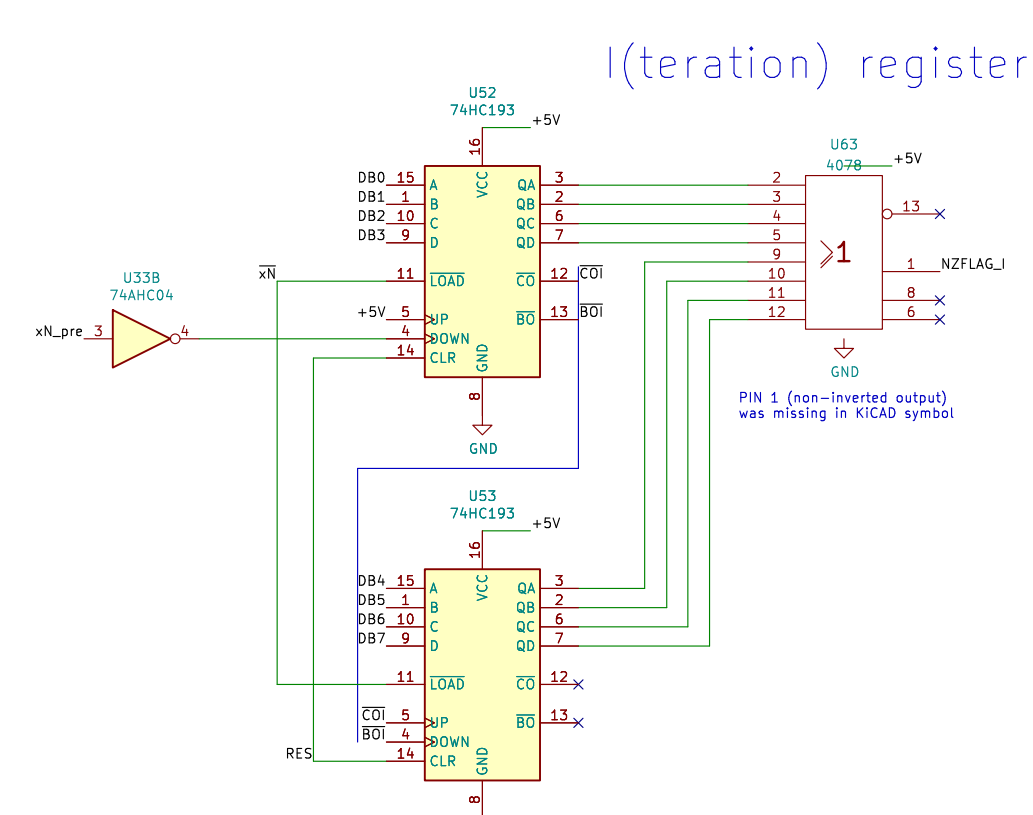 I(teration) register
U52
74HC193
+5V
16
VCC
DB0 15 A QA 3
DB1 1 B QB 2
DB2 10 C QC 6
DB3 9 D QD 7
xN 11 LOAD CO 12 COI
+5V 5 UP BO 13 BOI
4 DOWN
14 CLR
GND
8
GND
U33B
74AHC04
xN_pre 3 4
U63
4078
+5V
2
3
4 13
5
9 ≥1 1 NZFLAG_I
10
11 8
12 6
GND
PIN 1 (non-inverted output)
was missing in KiCAD symbol
U53
74HC193
+5V
16
VCC
DB4 15 A QA 3
DB5 1 B QB 2
DB6 10 C QC 6
DB7 9 D QD 7
11 LOAD CO 12
COI 5 UP BO 13
BOI 4 DOWN
RES 14 CLR
GND
8